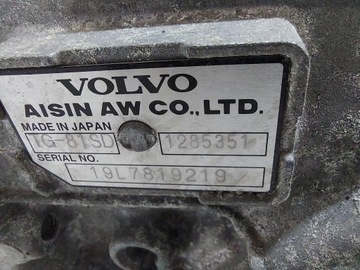 VOLVO
AISIN AW CO.,LTD.
MADE IN JAPAN
TG-81SD 1285351
SERIAL NO.
19L7819219